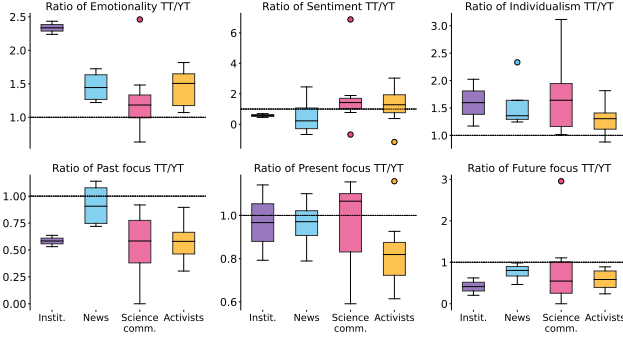 Ratio of Emotionality TT/YT
2.5
2.0
1.5
1.0
Ratio of Sentiment TT/YT
6
4
2
0
Ratio of Individualism TT/YT
3.0
2.5
2.0
1.5
1.0
Ratio of Past focus TT/YT
1.00
0.75
0.50
0.25
0.00
Instit. News Science comm. Activists
Ratio of Present focus TT/YT
1.0
0.8
0.6
Instit. News Science comm. Activists
Ratio of Future focus TT/YT
3
2
1
0
Instit. News Science comm. Activists